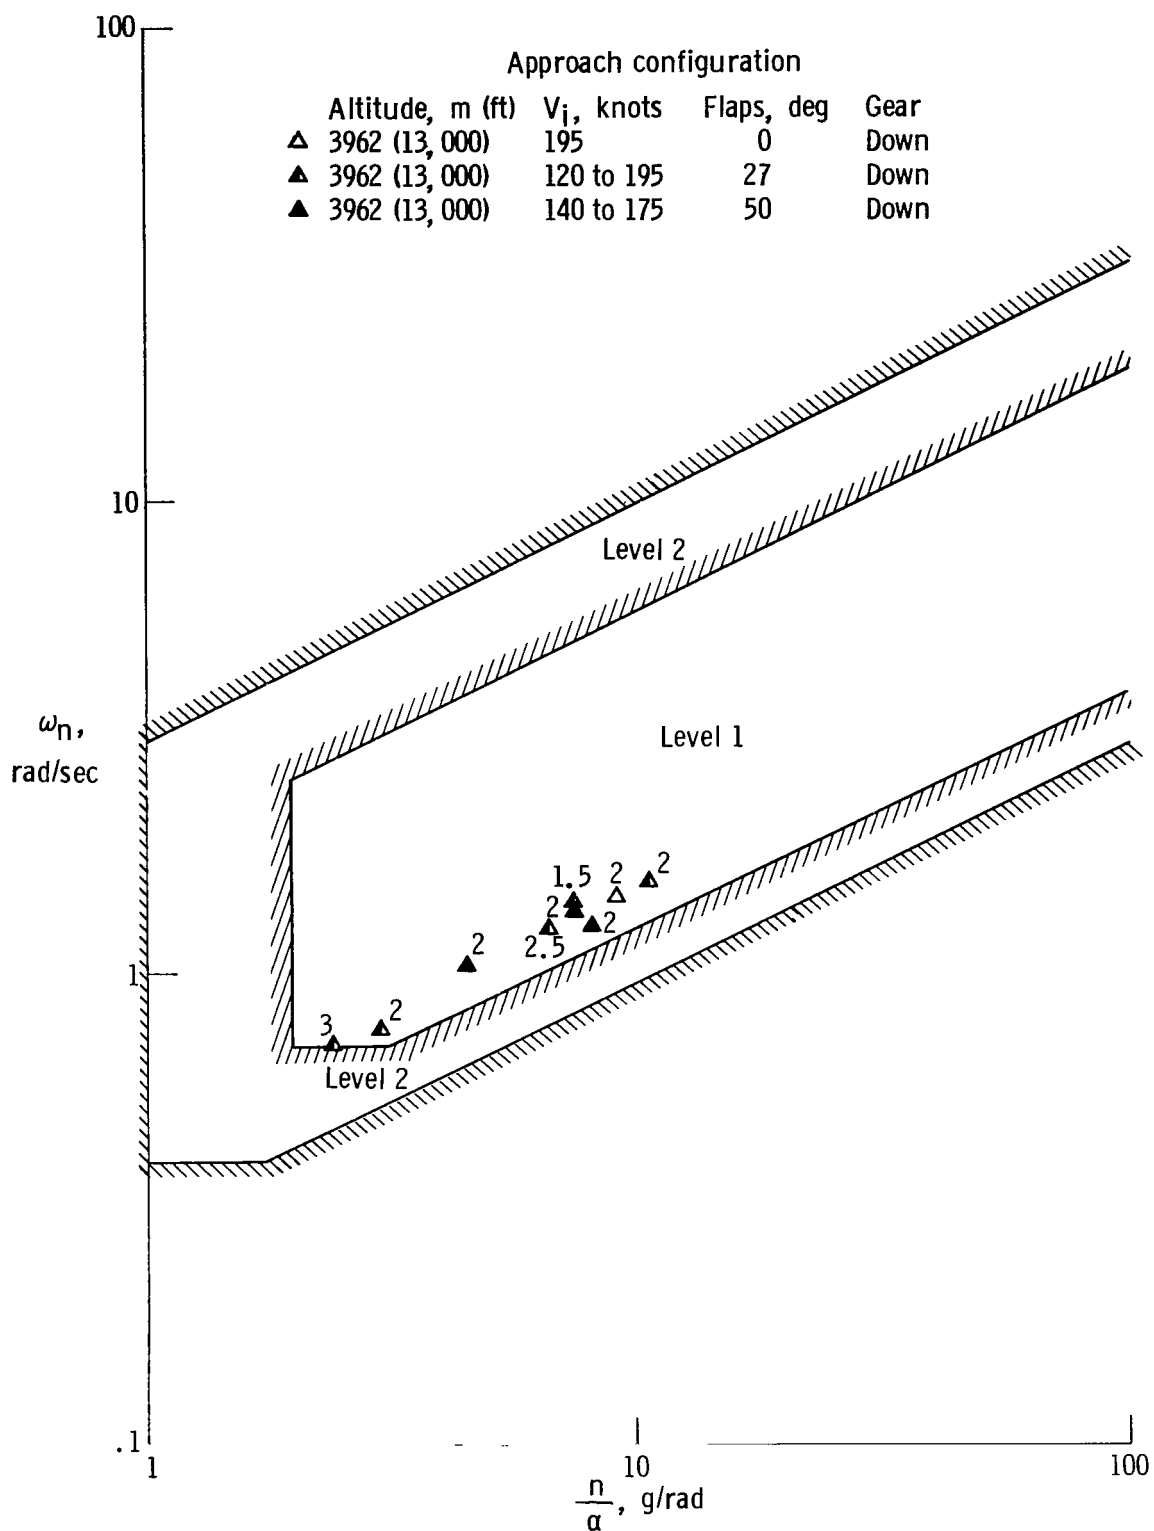 100
Approach configuration
Altitude, m (ft) Vi, knots Flaps, deg Gear
3962 (13,000) 195 0 Down
3962 (13,000) 120 to 195 27 Down
3962 (13,000) 140 to 175 50 Down
10
Level 2
ωn,
rad/sec
Level 1
1.5 2 2
2 2
2 2.5
1
3 2
Level 2
.1
1 10 100
n/α, g/rad